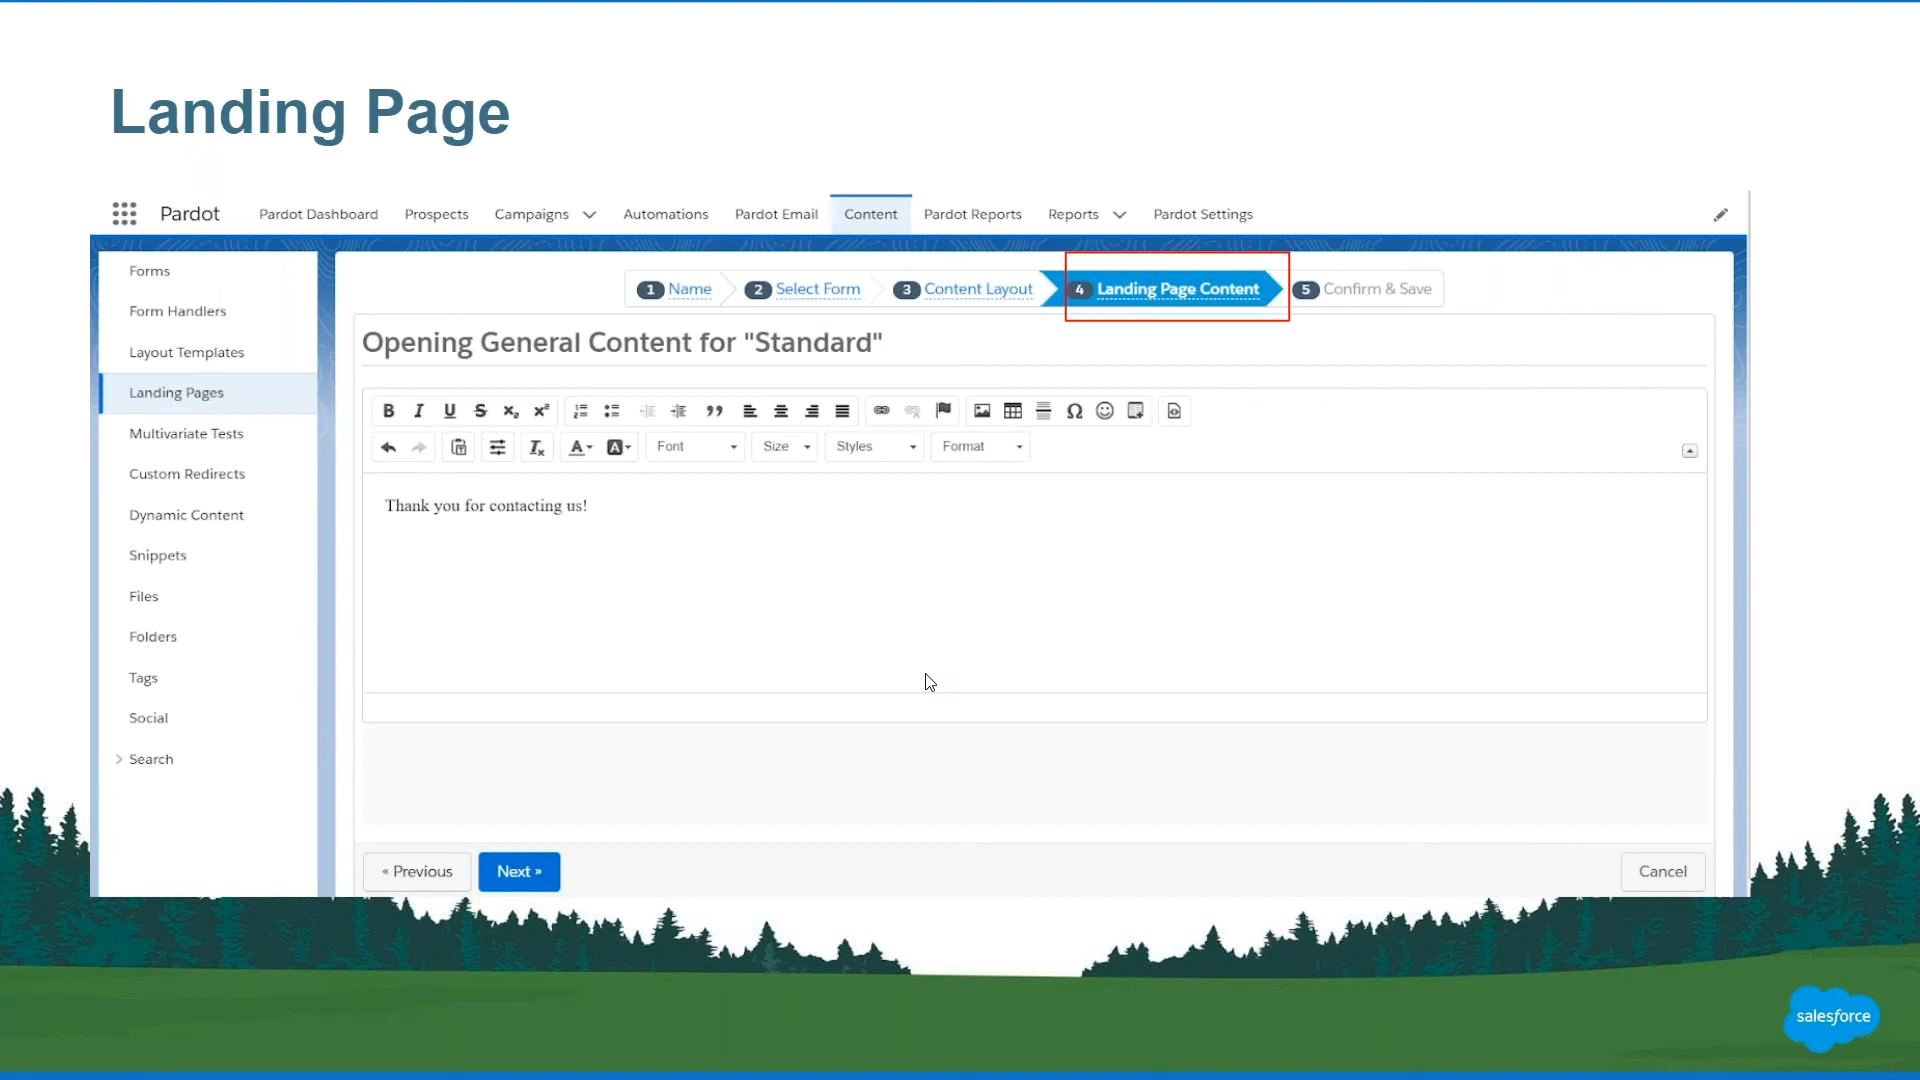 Landing Page
Pardot Pardot Dashboard Prospects Campaigns Automations Pardot Email Content Pardot Reports Reports Pardot Settings
Forms
Form Handlers
Layout Templates
Landing Pages
Multivariate Tests
Custom Redirects
Dynamic Content
Snippets
Files
Folders
Tags
Social
Search
1 Name 2 Select Form 3 Content Layout 4 Landing Page Content 5 Confirm & Save
Opening General Content for "Standard"
Font Size Styles Format
Thank you for contacting us!
« Previous Next » Cancel
salesforce